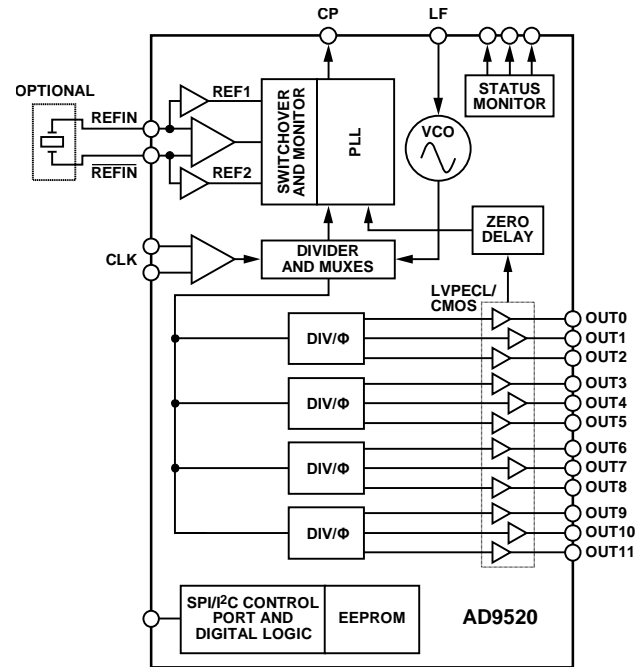 CP
LF
OPTIONAL
REFIN
REFIN
REF1
REF2
SWITCHOVER
AND MONITOR
PLL
VCO
STATUS
MONITOR
ZERO
DELAY
CLK
DIVIDER
AND MUXES
LVPECL/
CMOS
DIV/Φ
DIV/Φ
DIV/Φ
DIV/Φ
OUT0
OUT1
OUT2
OUT3
OUT4
OUT5
OUT6
OUT7
OUT8
OUT9
OUT10
OUT11
SPI/I²C CONTROL
PORT AND
DIGITAL LOGIC
EEPROM
AD9520